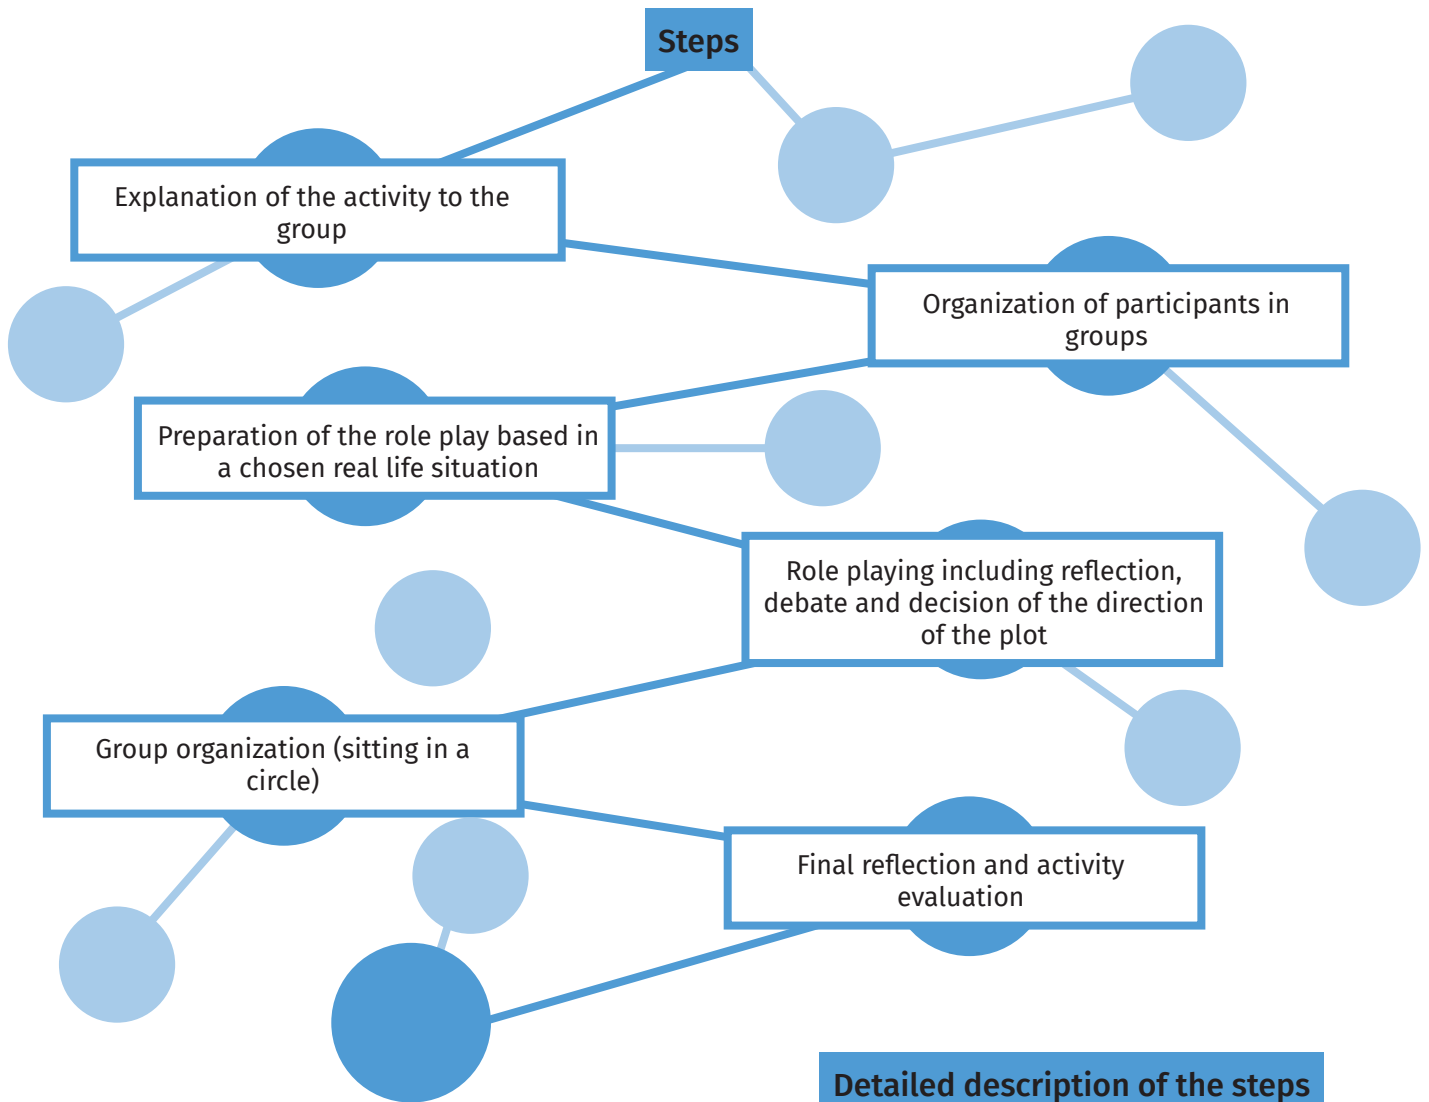 Steps
Explanation of the activity to the
group
Organization of participants in
groups
Preparation of the role play based in
a chosen real life situation
Role playing including reflection,
debate and decision of the direction
of the plot
Group organization (sitting in a
circle)
Final reflection and activity
evaluation
Detailed description of the steps